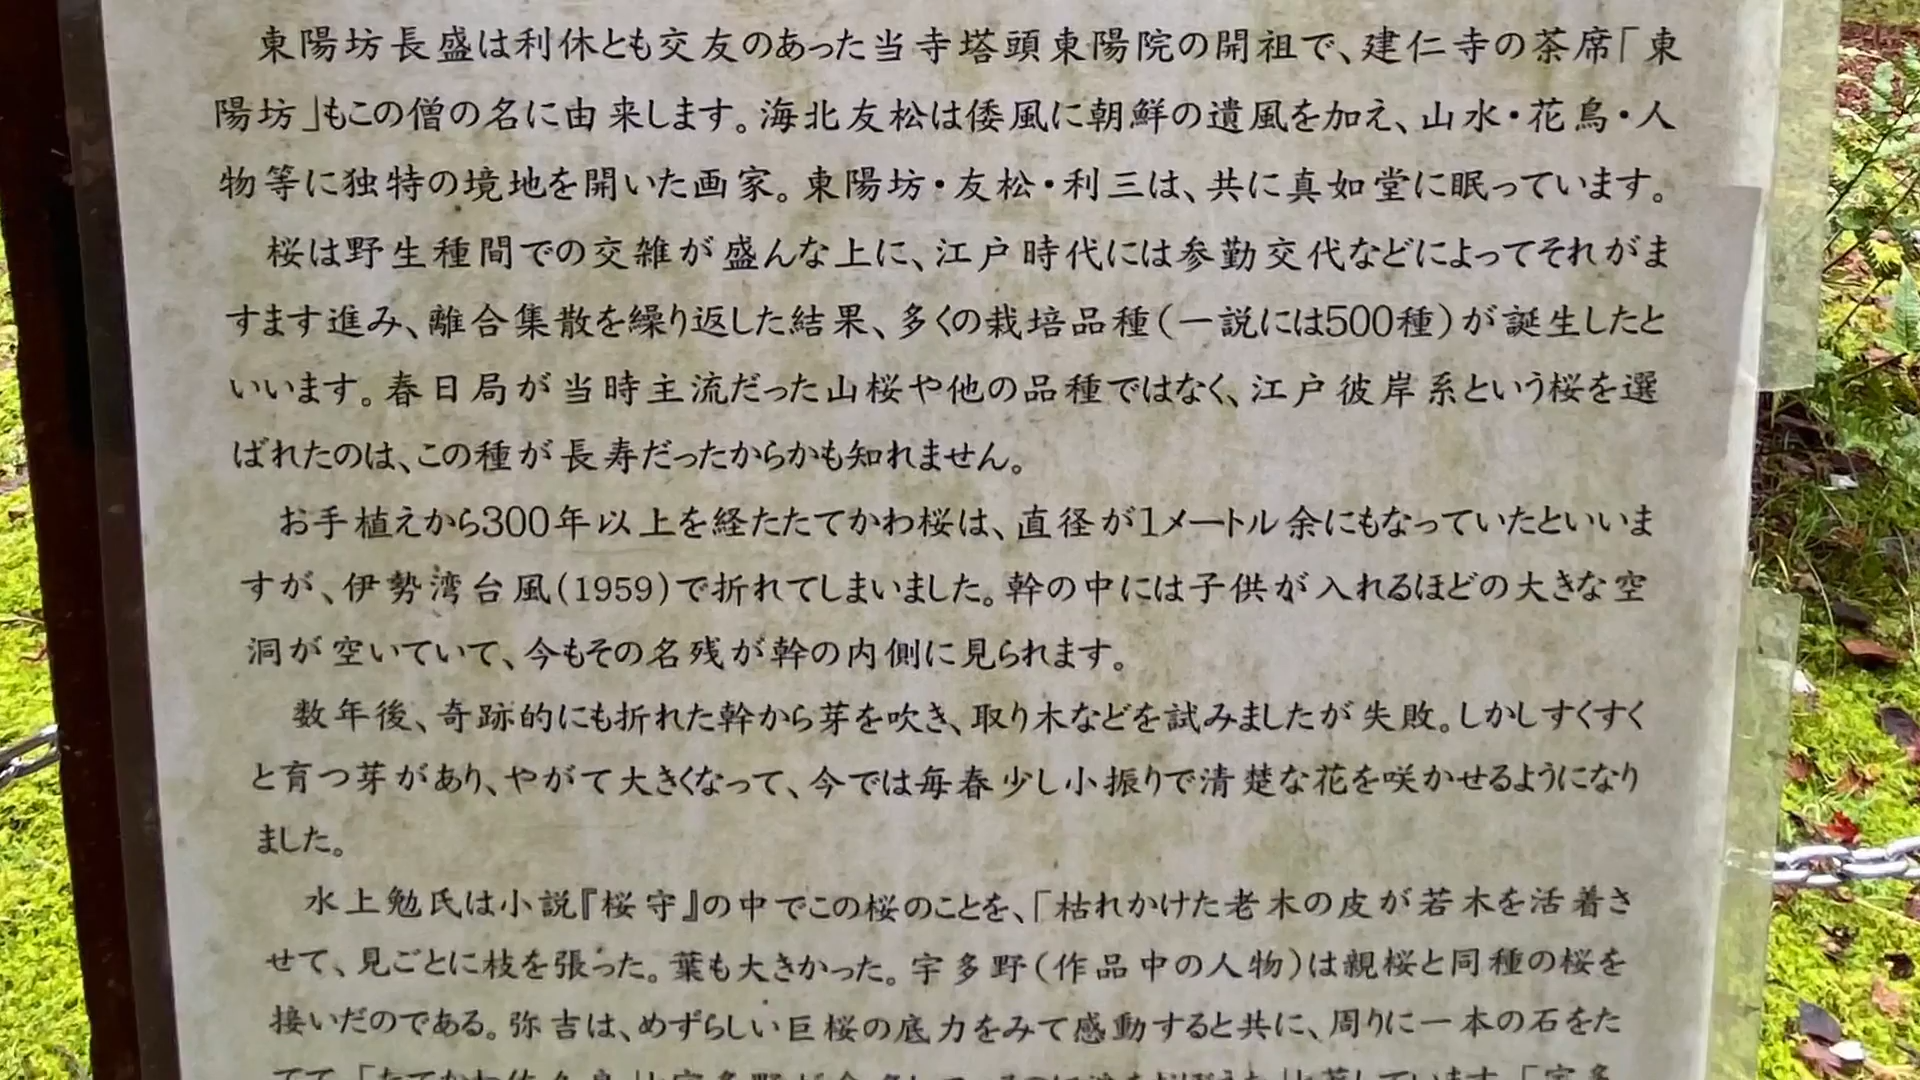 東陽坊長盛は利休とも交友のあった当寺塔頭東陽院の開祖で、建仁寺の茶席「東
陽坊」もこの僧の名に由来します。海北友松は倭風に朝鮮の遺風を加え、山水・花鳥・人
物等に独特の境地を開いた画家。東陽坊・友松・利三は、共に真如堂に眠っています。
桜は野生種間での交雑が盛んな上に、江戸時代には参勤交代などによってそれがま
すます進み、離合集散を繰り返した結果、多くの栽培品種(一説には500種)が誕生したと
いいます。春日局が当時主流だった山桜や他の品種ではなく、江戸彼岸系という桜を選
ばれたのは、この種が長寿だったからかも知れません。
お手植えから300年以上を経たたてかわ桜は、直径が1メートル余にもなっていたといいま
すが、伊勢湾台風(1959)で折れてしまいました。幹の中には子供が入れるほどの大きな空
洞が空いていて、今もその名残が幹の内側に見られます。
数年後、奇跡的にも折れた幹から芽を吹き、取り木などを試みましたが失敗。しかしすくすく
と育つ芽があり、やがて大きくなって、今では毎春少し小振りで清楚な花を咲かせるようになり
ました。
水上勉氏は小説『桜守』の中でこの桜のことを、「枯れかけた老木の皮が若木を活着さ
せて、見ごとに枝を張った。葉も大きかった。宇多野(作品中の人物)は親桜と同種の桜を
接いだのである。弥吉は、めずらしい巨桜の底力をみて感動すると共に、周りに一本の石をた